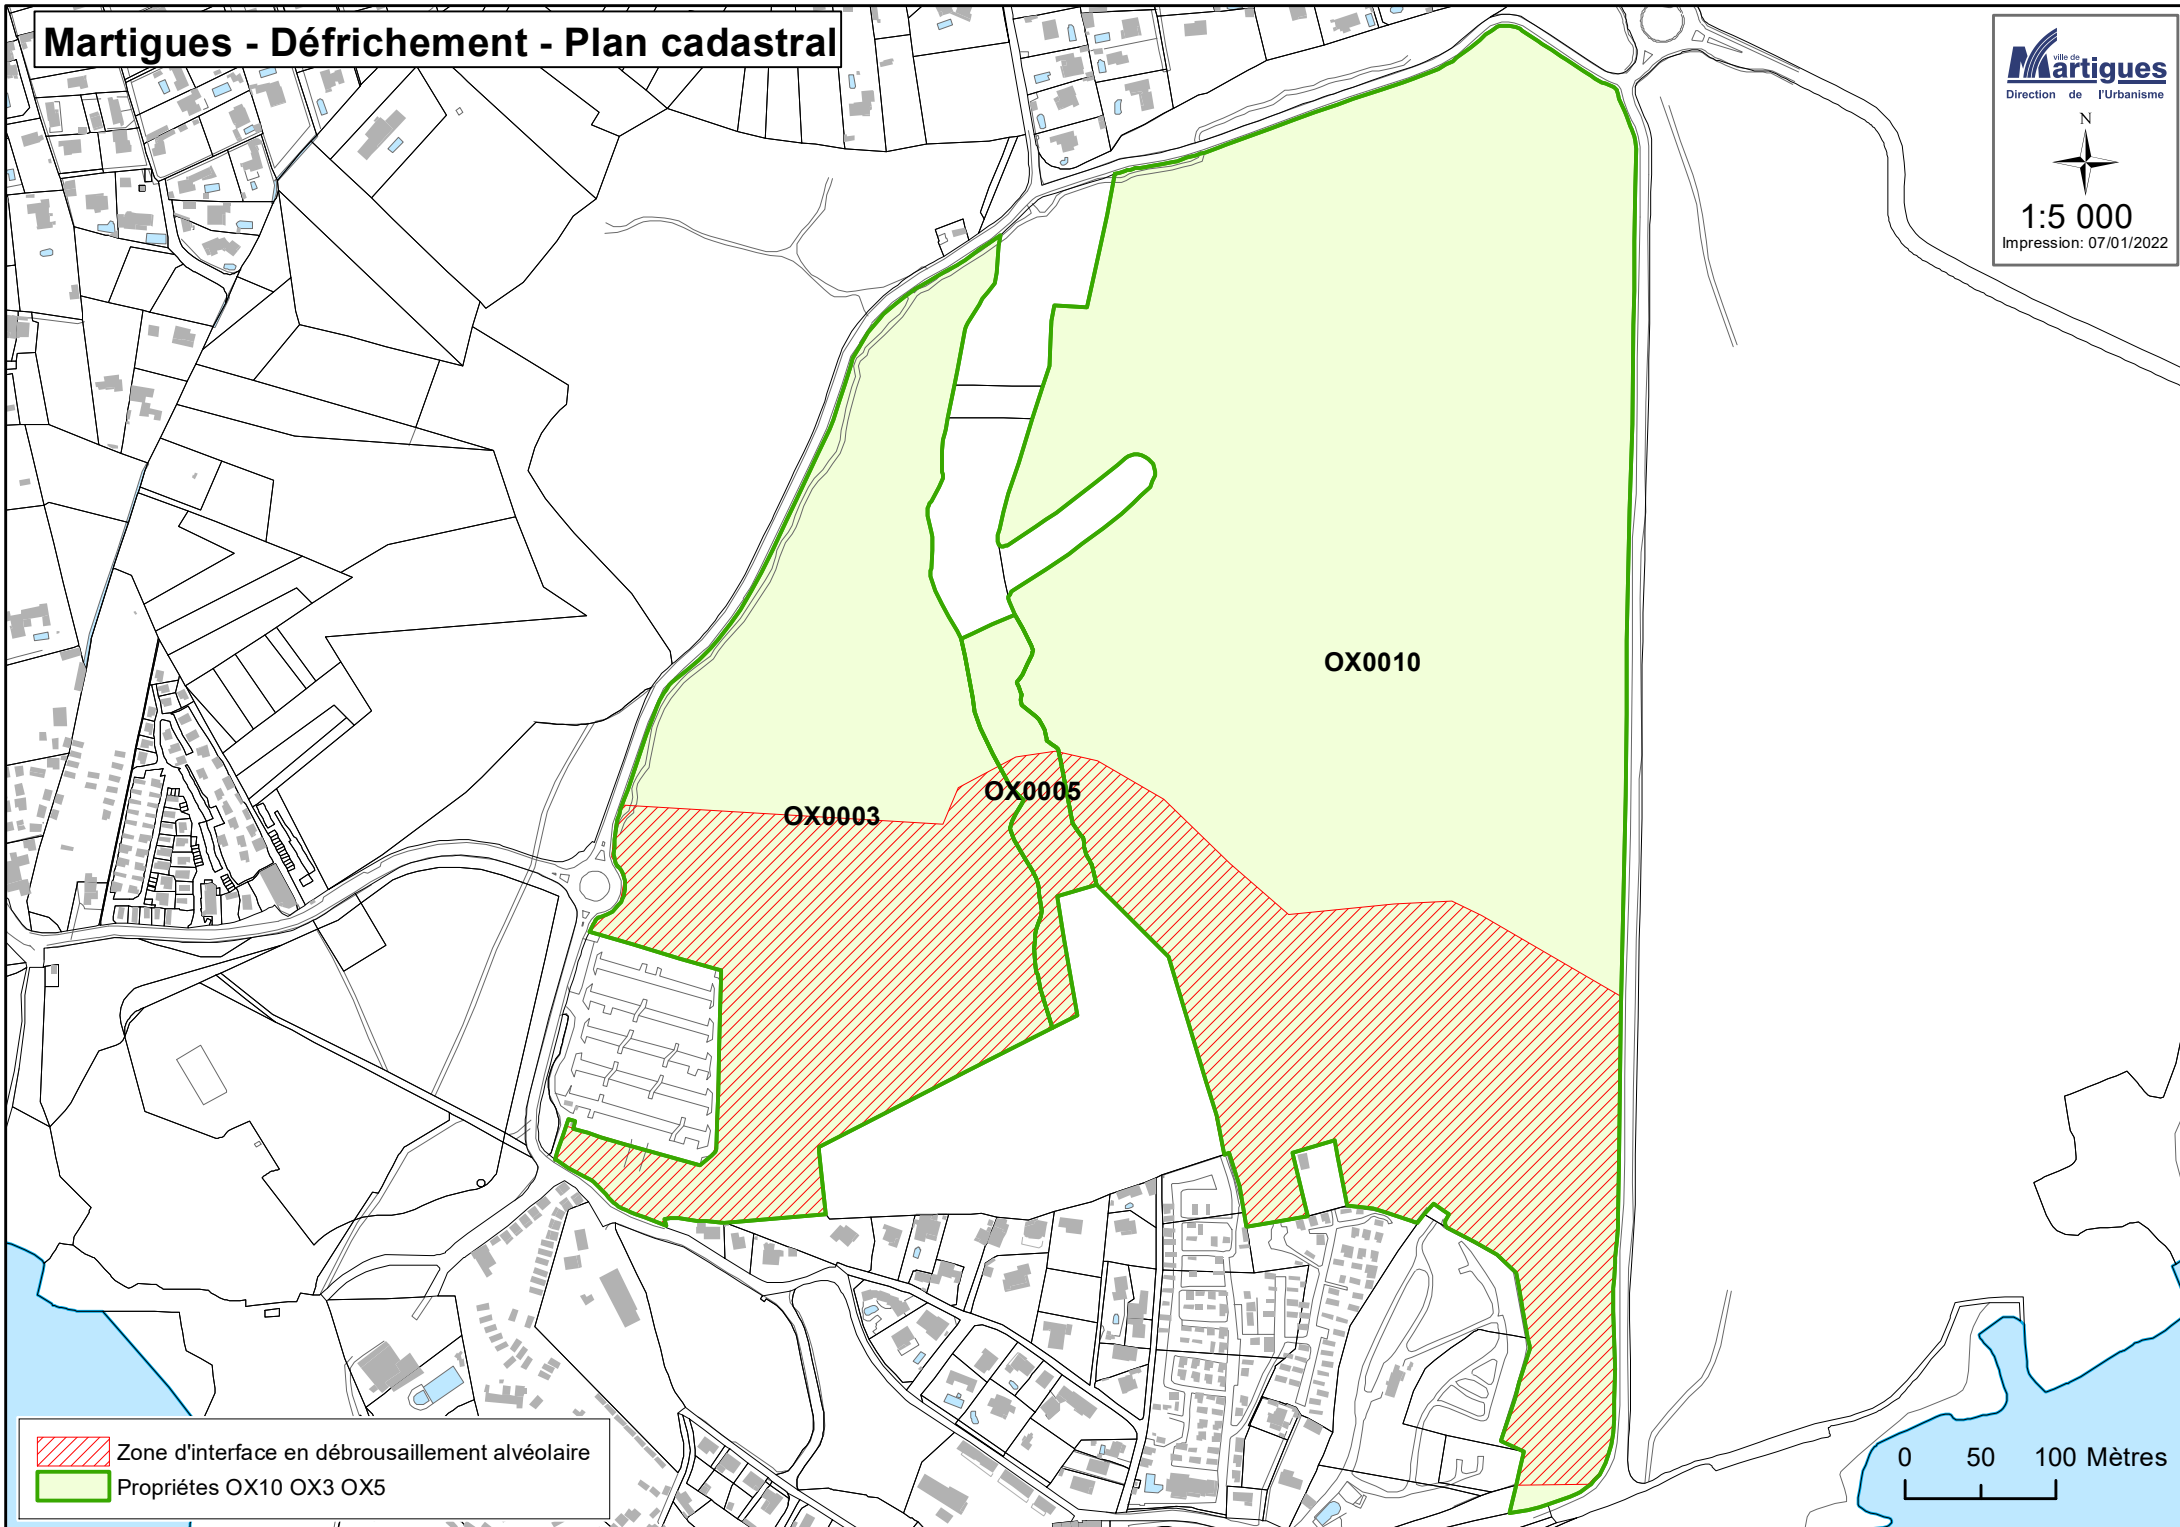 Martigues - Défrichement - Plan cadastral
ville de
Martigues
Direction de l'Urbanisme
N
1:5 000
Impression: 07/01/2022
OX0010
OX0005
OX0003
Zone d'interface en débrousaillement alvéolaire
Propriétes OX10 OX3 OX5
0 50 100 Mètres